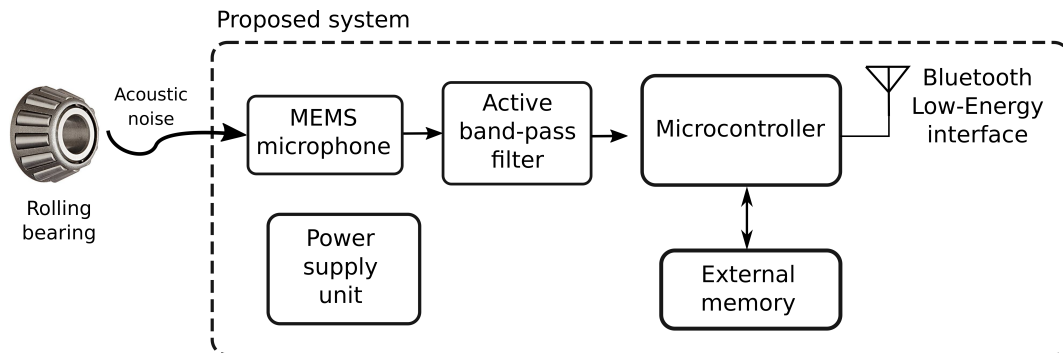 Proposed system
Acoustic
noise
Rolling
bearing
MEMS
microphone
Active
band-pass
filter
Microcontroller
Bluetooth
Low-Energy
interface
Power
supply
unit
External
memory